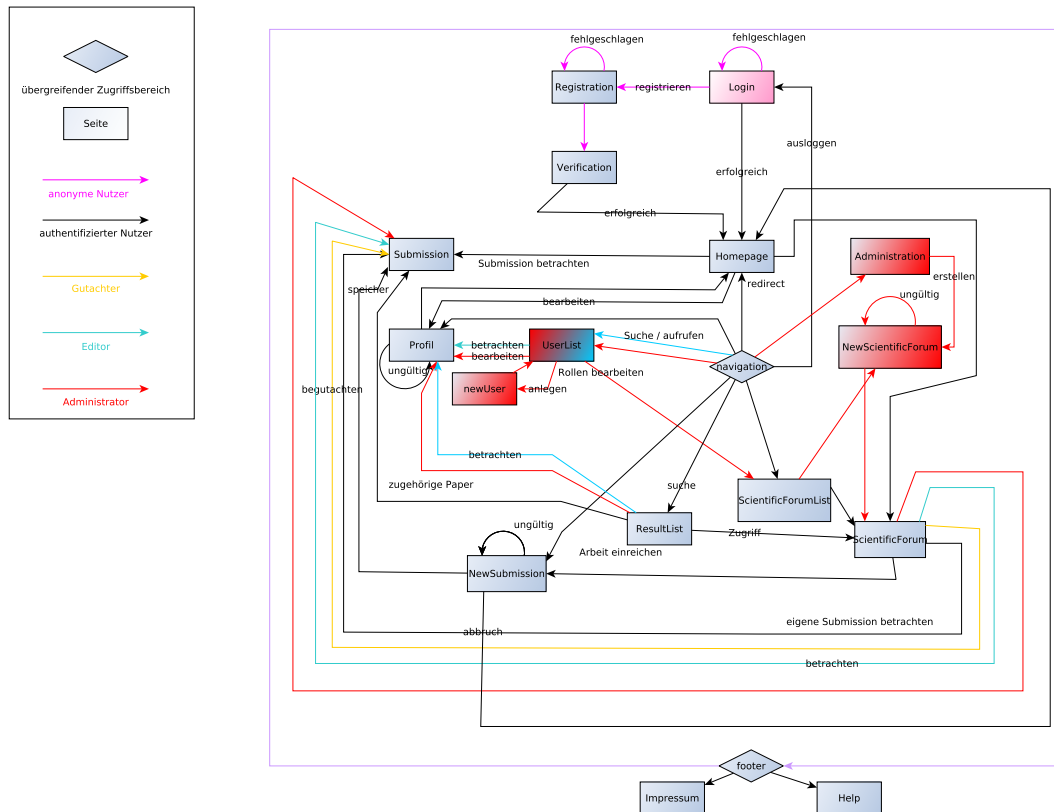 übergreifender Zugriffsbereich
Seite
anonyme Nutzer
authentifizierter Nutzer
Gutachter
Editor
Administrator
fehlgeschlagen
fehlgeschlagen
Registration
registrieren
Login
ausloggen
Verification
erfolgreich
erfolgreich
Submission
Submission betrachten
Homepage
Administration
redirect
erstellen
speicher
bearbeiten
ungültig
Profil
betrachten
bearbeiten
UserList
Suche / aufrufen
NewScientificForum
ungültig
newUser
anlegen
Rollen bearbeiten
navigation
begutachten
betrachten
zugehörige Paper
suche
ScientificForumList
ungültig
ResultList
Zugriff
ScientificForum
Arbeit einreichen
NewSubmission
eigene Submission betrachten
abbruch
betrachten
footer
Impressum
Help